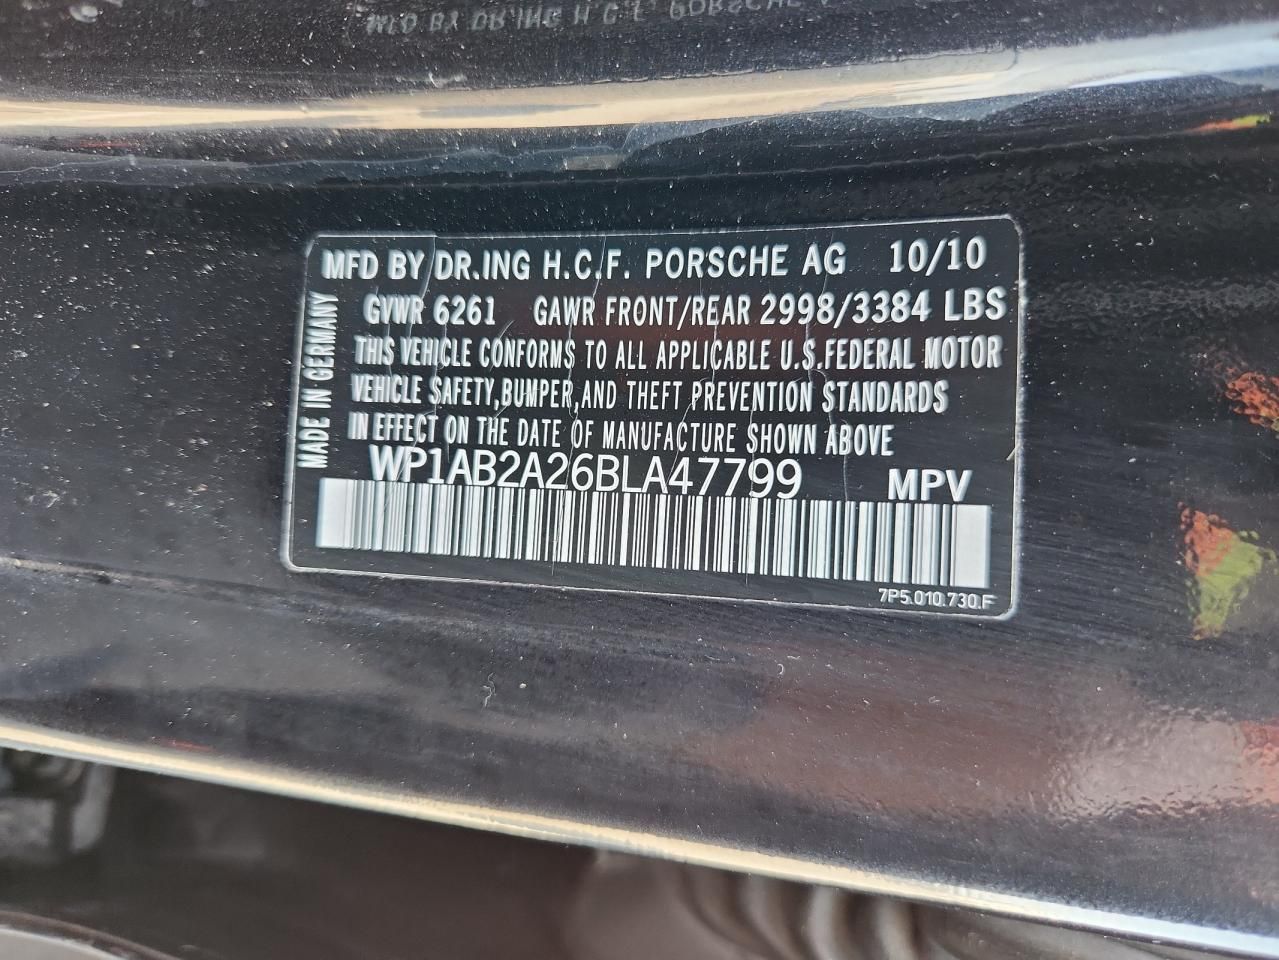 MFD BY DR.ING H.C.F. PORSCHE AG 10/10
GVWR 6261 GAWR FRONT/REAR 2998/3384 LBS
THIS VEHICLE CONFORMS TO ALL APPLICABLE U.S.FEDERAL MOTOR
VEHICLE SAFETY,BUMPER,AND THEFT PREVENTION STANDARDS
IN EFFECT ON THE DATE OF MANUFACTURE SHOWN ABOVE
WP1AB2A26BLA47799 MPV
7P5.010.730.F
MADE IN GERMANY